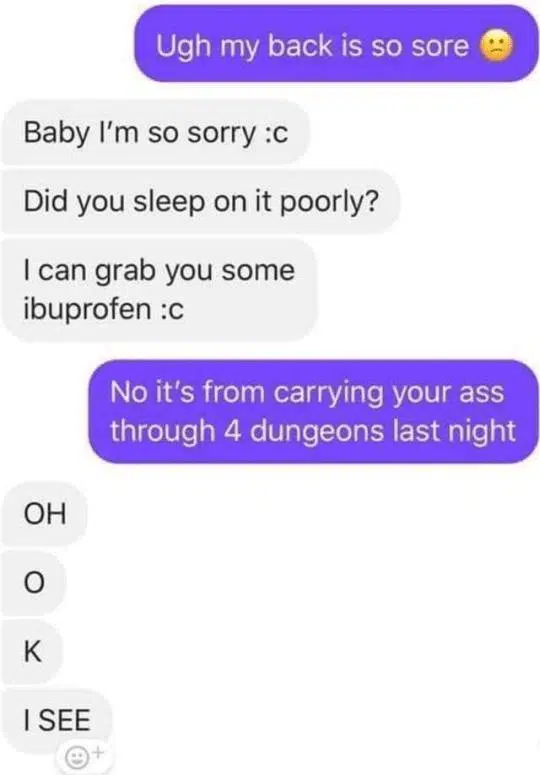 Ugh my back is so sore 😕
Baby I'm so sorry :c
Did you sleep on it poorly?
I can grab you some
ibuprofen :c
No it's from carrying your ass
through 4 dungeons last night
OH
O
K
I SEE